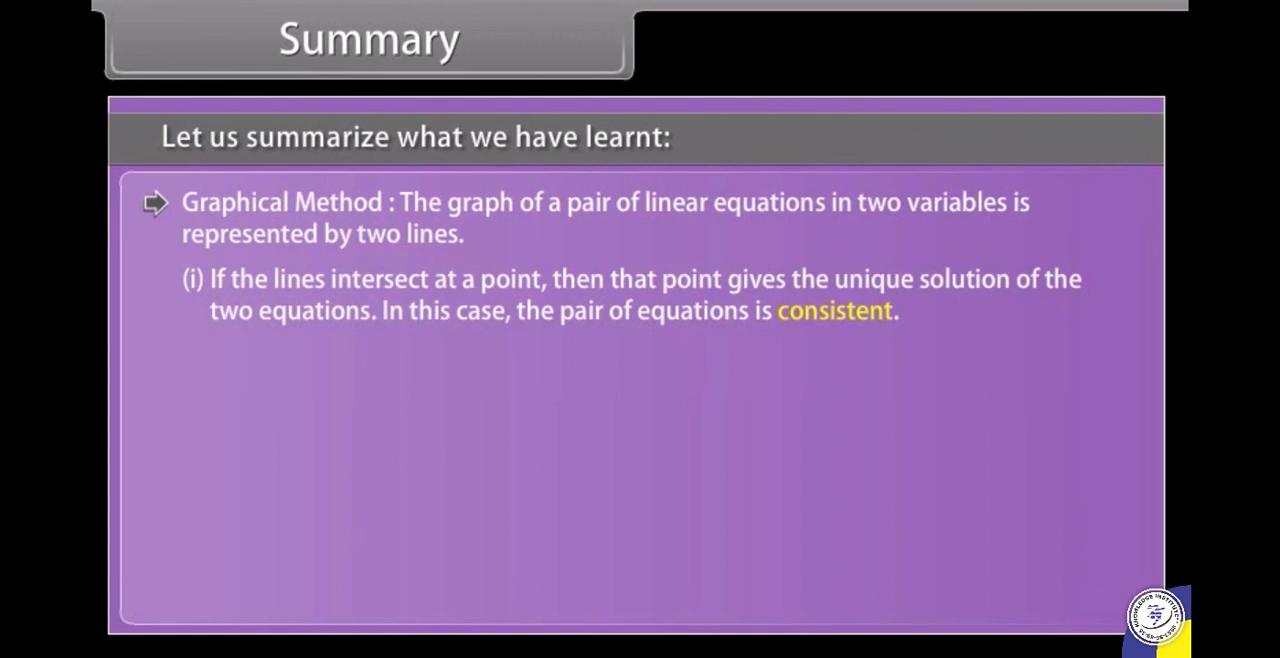 Summary
Let us summarize what we have learnt:
Graphical Method : The graph of a pair of linear equations in two variables is
represented by two lines.
(i) If the lines intersect at a point, then that point gives the unique solution of the
two equations. In this case, the pair of equations is consistent.
KNOWLEDGE INSTITUTE